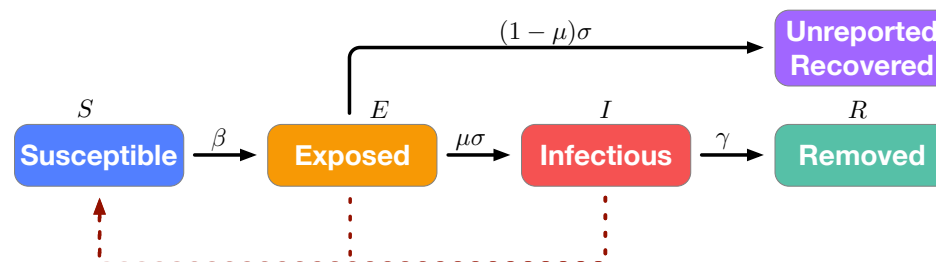 (1 − μ)σ
Unreported
Recovered
S
E
I
R
Susceptible
β
Exposed
μσ
Infectious
γ
Removed